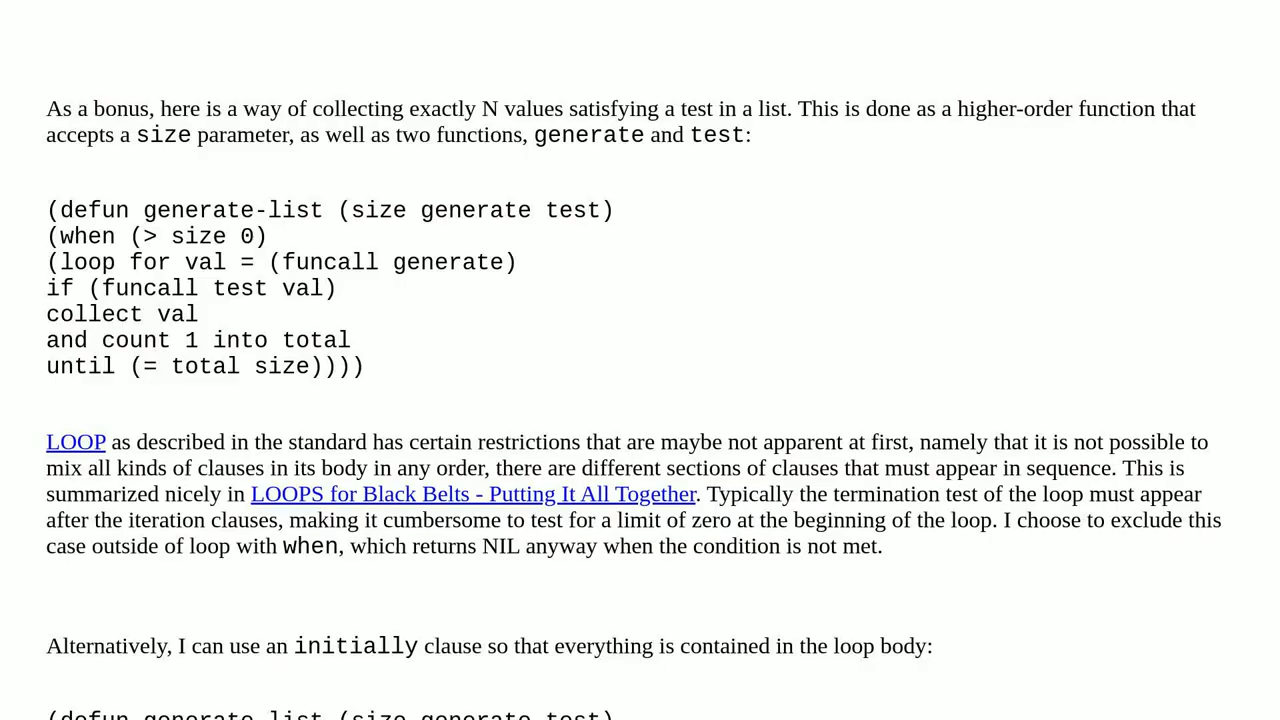 As a bonus, here is a way of collecting exactly N values satisfying a test in a list. This is done as a higher-order function that
accepts a size parameter, as well as two functions, generate and test:
(defun generate-list (size generate test)
(when (> size 0)
(loop for val = (funcall generate)
if (funcall test val)
collect val
and count 1 into total
until (= total size))))
LOOP as described in the standard has certain restrictions that are maybe not apparent at first, namely that it is not possible to
mix all kinds of clauses in its body in any order, there are different sections of clauses that must appear in sequence. This is
summarized nicely in LOOPS for Black Belts - Putting It All Together. Typically the termination test of the loop must appear
after the iteration clauses, making it cumbersome to test for a limit of zero at the beginning of the loop. I choose to exclude this
case outside of loop with when, which returns NIL anyway when the condition is not met.
Alternatively, I can use an initially clause so that everything is contained in the loop body:
(defun generate-list (size generate test)